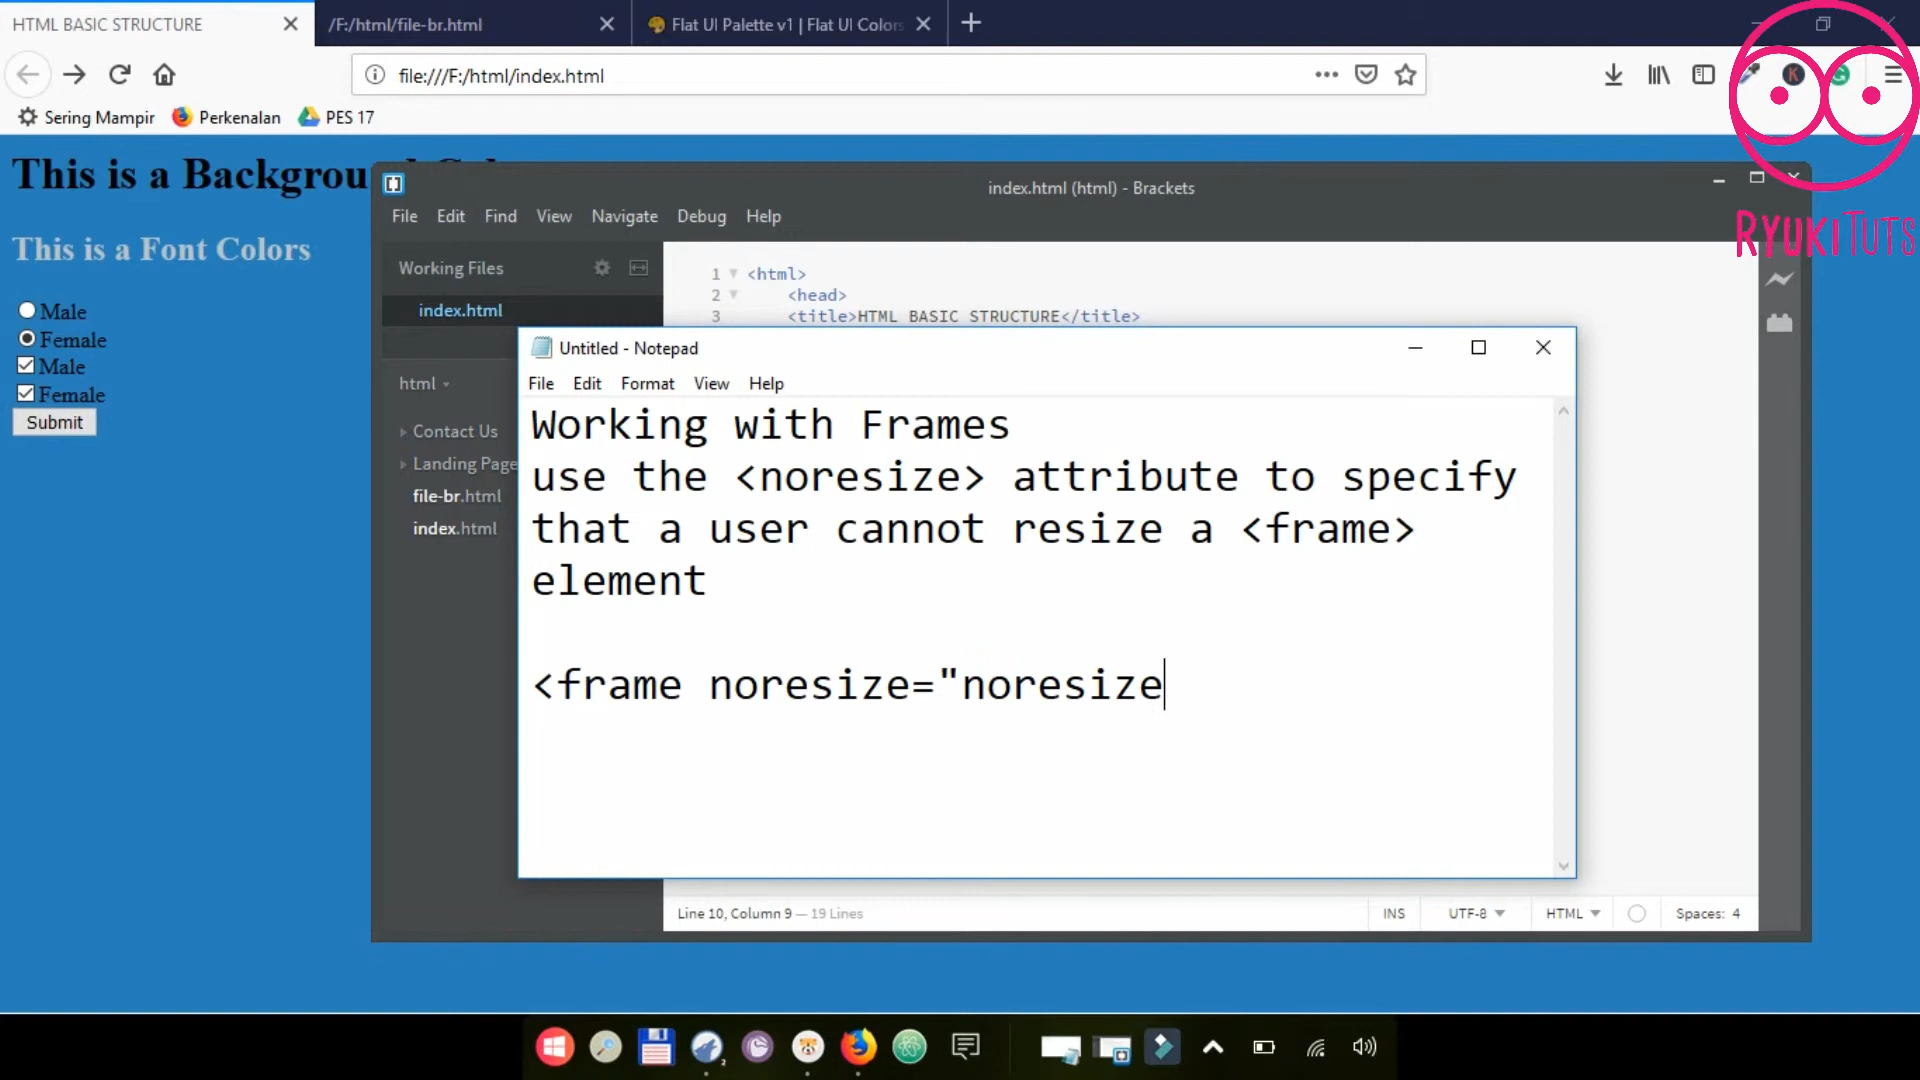 HTML BASIC STRUCTURE
/F:/html/file-br.html
Flat UI Palette v1 | Flat UI Colors
file:///F:/html/index.html
Sering Mampir
Perkenalan
PES 17
RYUKITUTS
This is a Backgrou
This is a Font Colors
Male
Female
Male
Female
Submit
index.html (html) - Brackets
File Edit Find View Navigate Debug Help
Working Files
index.html
html
Contact Us
Landing Page
file-br.html
index.html
1 <html>
2 <head>
3 <title>HTML BASIC STRUCTURE</title>
Untitled - Notepad
File Edit Format View Help
Working with Frames
use the <noresize> attribute to specify
that a user cannot resize a <frame>
element
<frame noresize="noresize
Line 10, Column 9 — 19 Lines
INS
UTF-8
HTML
Spaces: 4